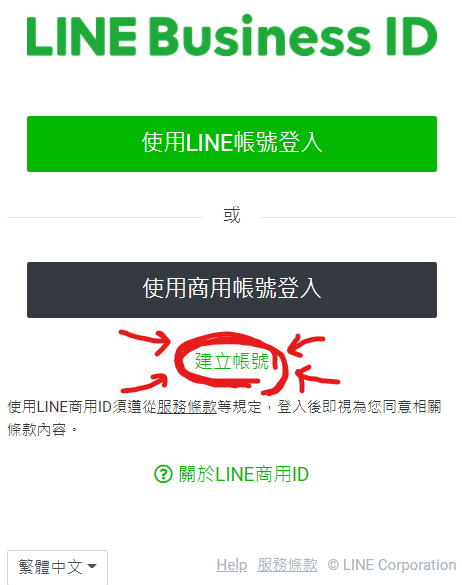 LINE Business ID
使用LINE帳號登入
或
使用商用帳號登入
建立帳號
使用LINE商用ID須遵從服務條款等規定，登入後即視為您同意相關
條款內容。
關於LINE商用ID
繁體中文 Help 服務條款 © LINE Corporation